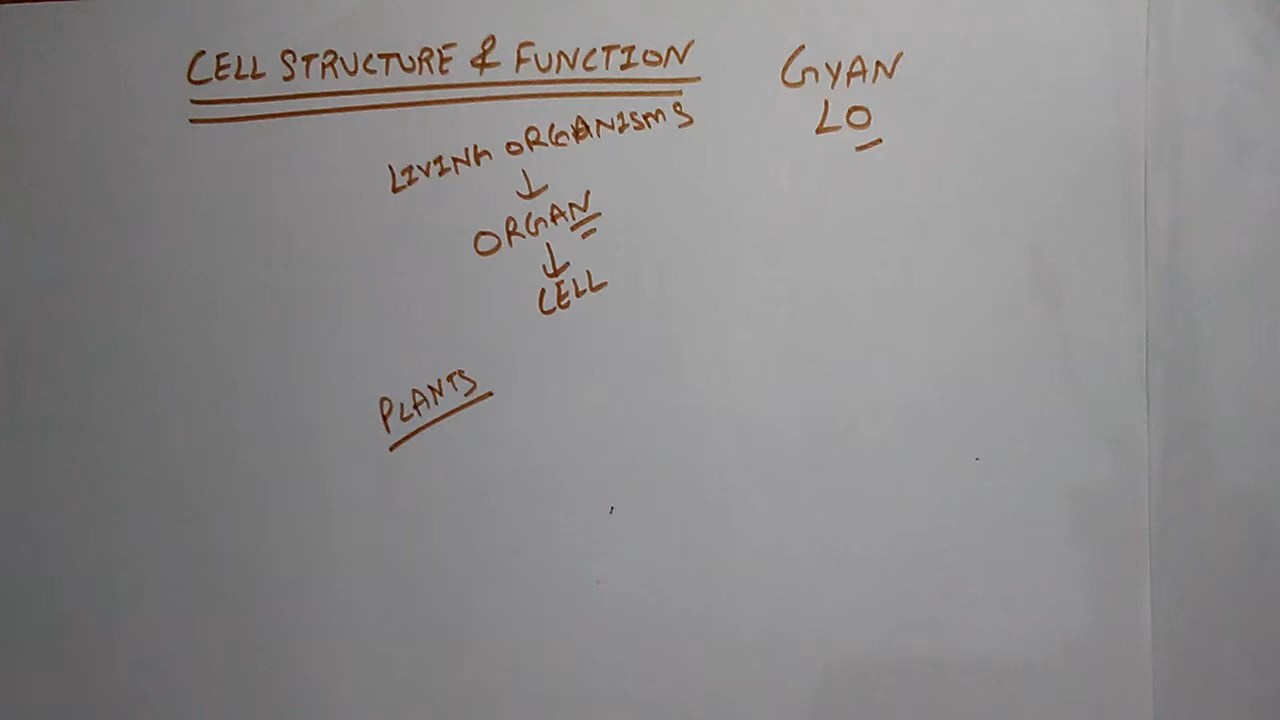 CELL STRUCTURE & FUNCTION
GYAN
LO
LIVING ORGANISMS
↓
ORGAN
↓
CELL
PLANTS